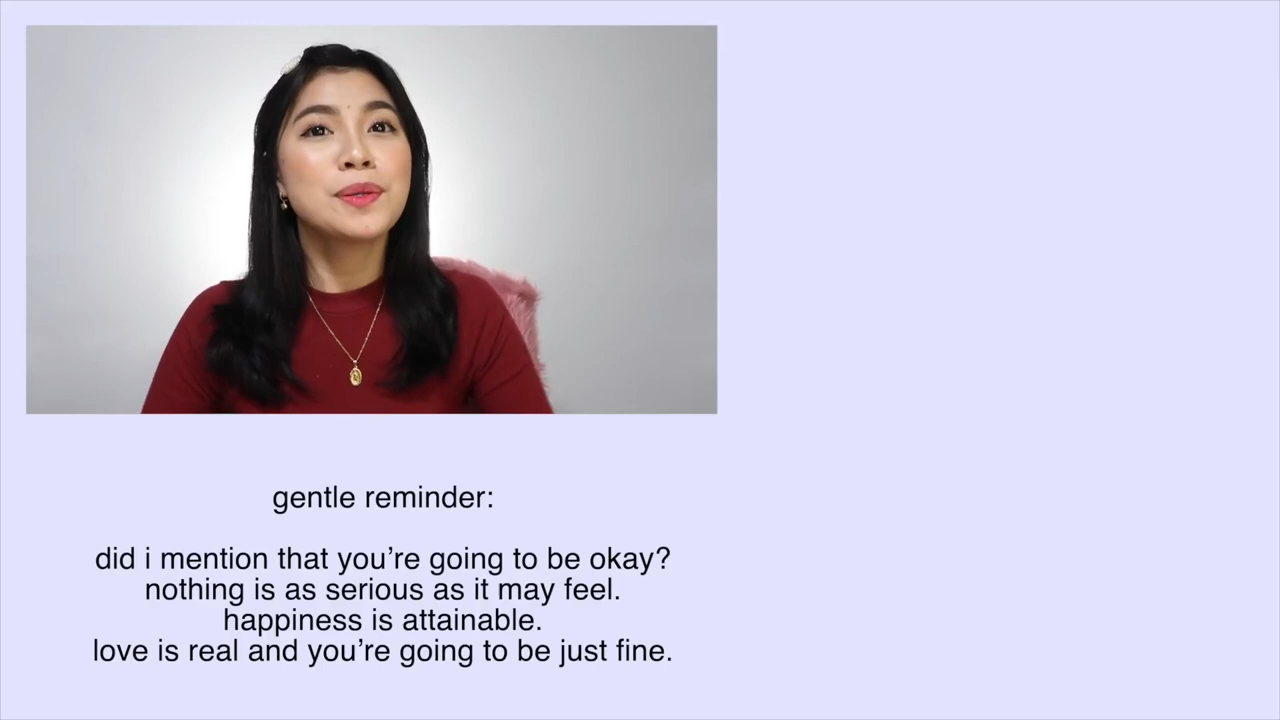 gentle reminder:
did i mention that you're going to be okay?
nothing is as serious as it may feel.
happiness is attainable.
love is real and you're going to be just fine.